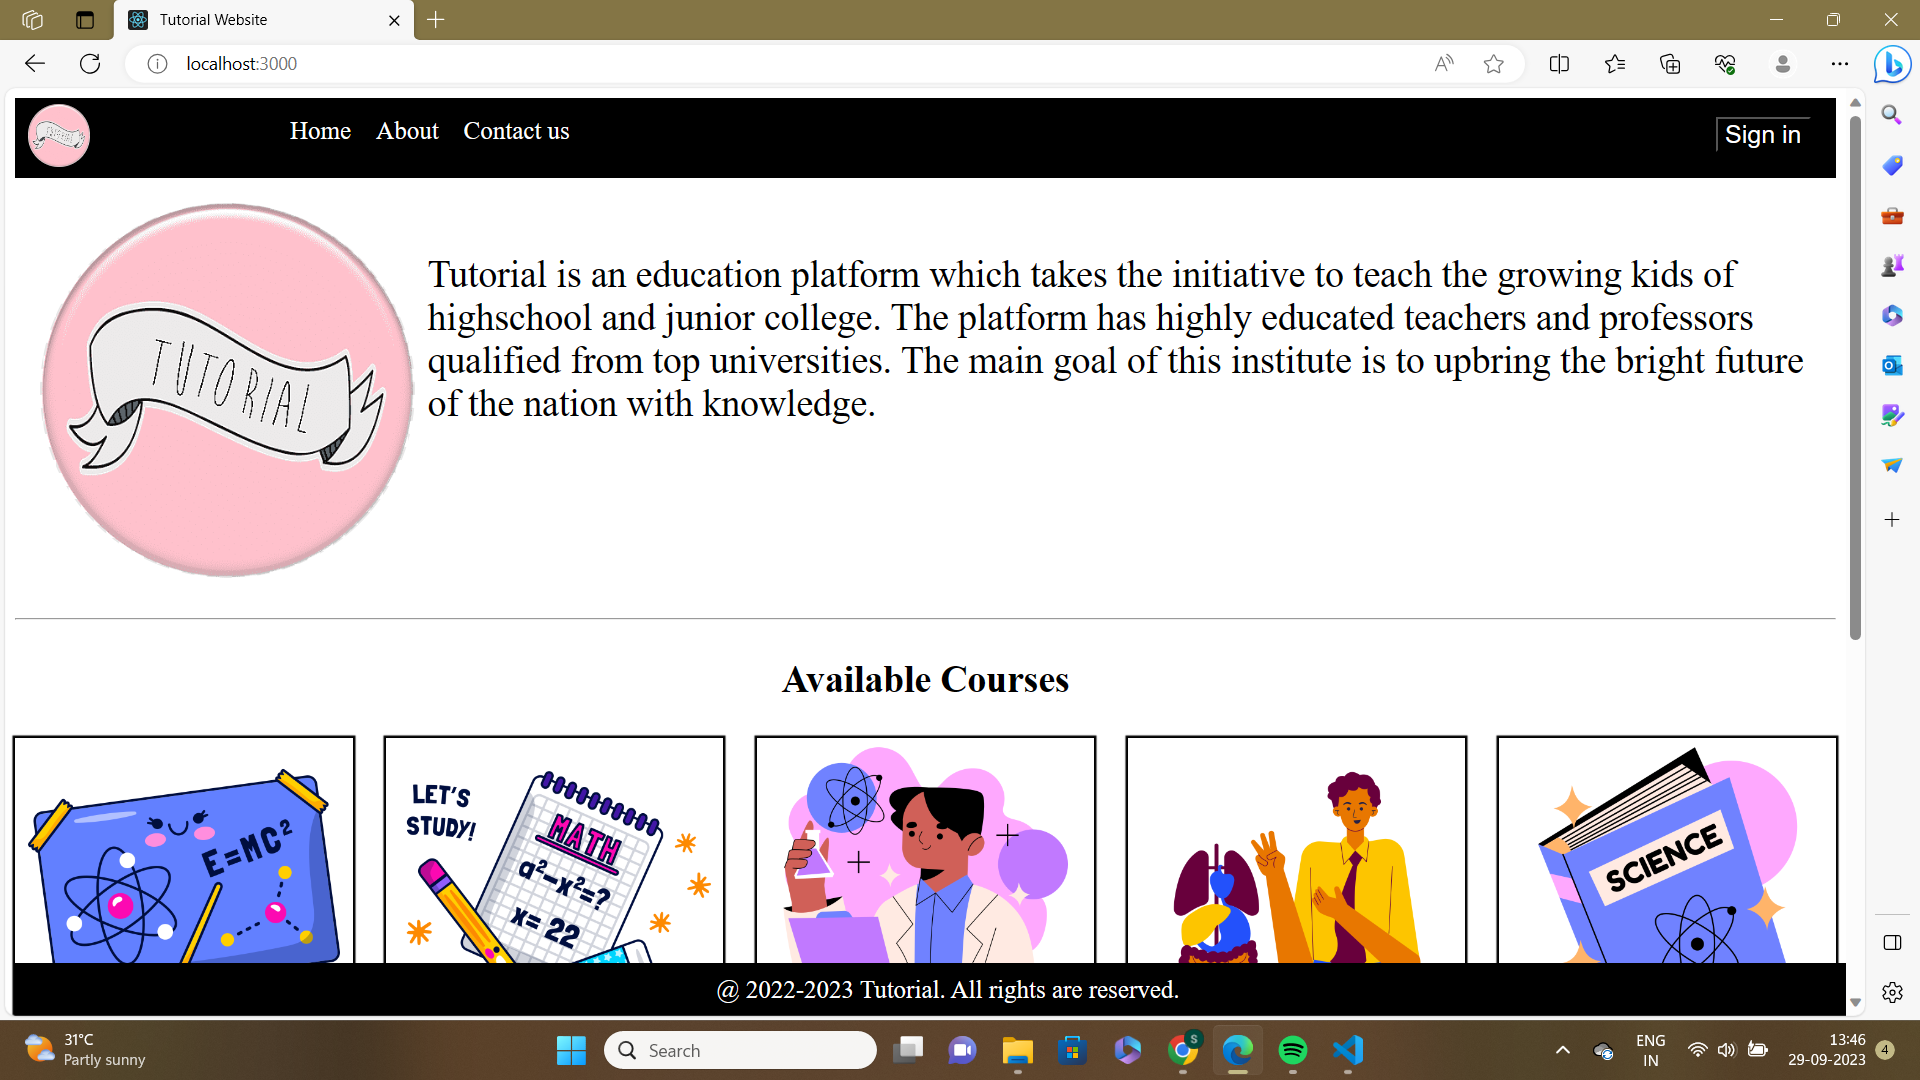 Tutorial Website
localhost:3000
Home About Contact us
Sign in
TUTORIAL
Tutorial is an education platform which takes the initiative to teach the growing kids of
highschool and junior college. The platform has highly educated teachers and professors
qualified from top universities. The main goal of this institute is to upbring the bright future
of the nation with knowledge.
Available Courses
E=MC²
LET'S
STUDY!
MATH
a²-x²=?
x= 22
SCIENCE
@ 2022-2023 Tutorial. All rights are reserved.
31°C
Partly sunny
Search
S
ENG
IN
13:46
29-09-2023
4